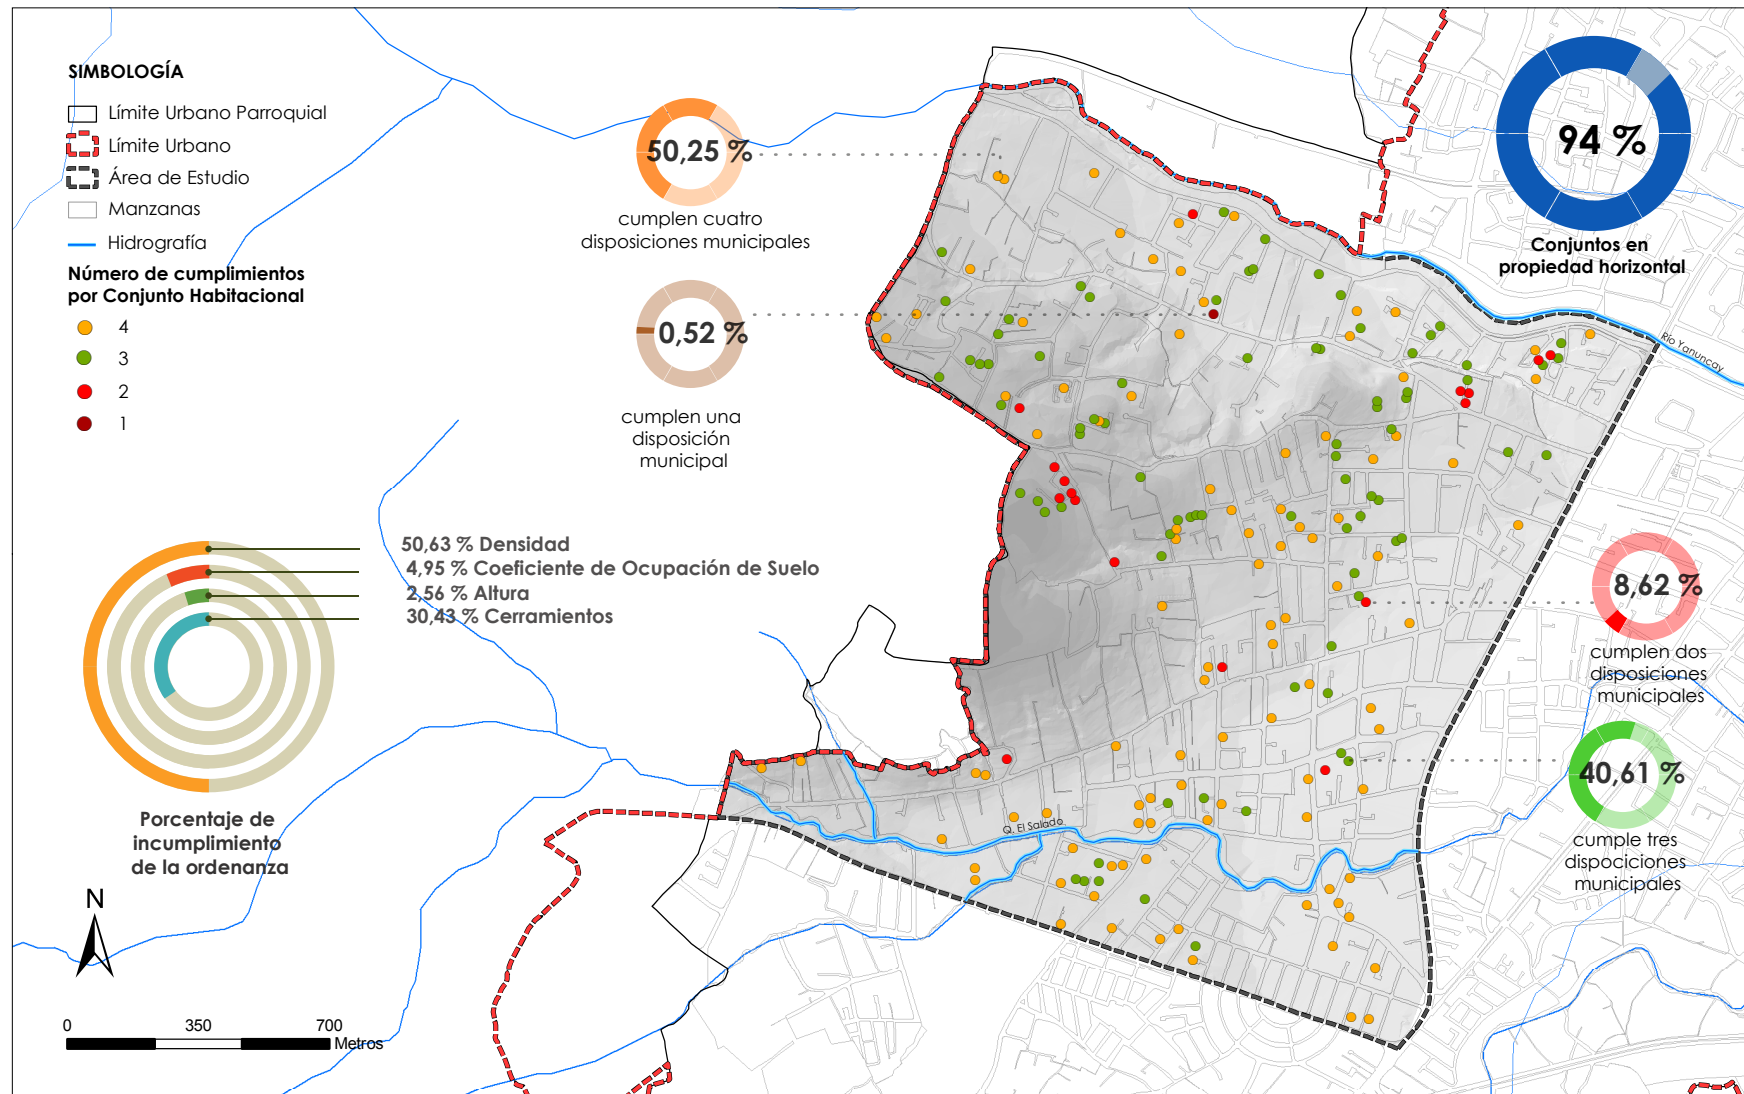 SIMBOLOGÍA
Límite Urbano Parroquial
Límite Urbano
Área de Estudio
Manzanas
Hidrografía
Número de cumplimientos
por Conjunto Habitacional
4
3
2
1
50,25 %
cumplen cuatro
disposiciones municipales
0,52 %
cumplen una
disposición
municipal
94 %
Conjuntos en
propiedad horizontal
Río Yanuncay
50,63 % Densidad
4,95 % Coeficiente de Ocupación de Suelo
2,56 % Altura
30,43 % Cerramientos
Porcentaje de
incumplimiento
de la ordenanza
8,62 %
cumplen dos
disposiciones
municipales
40,61 %
cumple tres
dispociciones
municipales
Q. El Salado
N
0 350 700
Metros